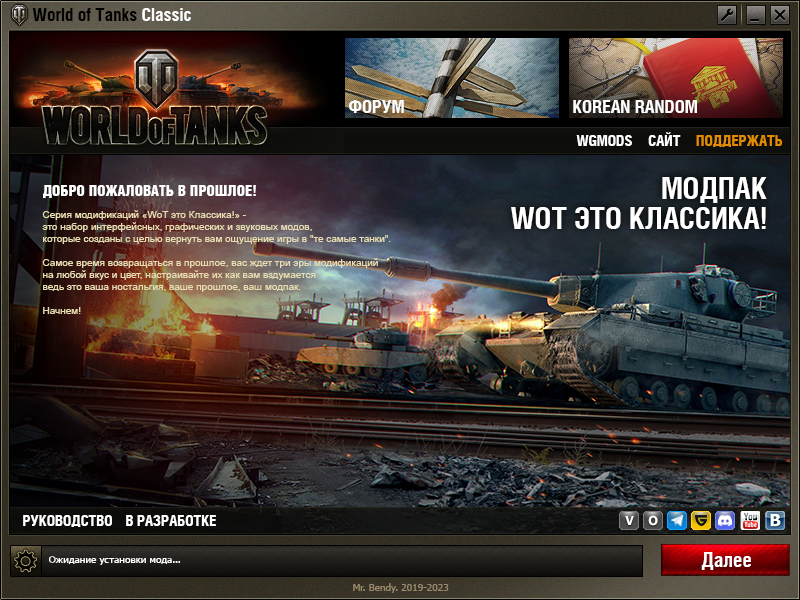 World of Tanks Classic
WORLD OF TANKS
ФОРУМ
KOREAN RANDOM
WGMODS САЙТ ПОДДЕРЖАТЬ
МОДПАК
WOT ЭТО КЛАССИКА!
ДОБРО ПОЖАЛОВАТЬ В ПРОШЛОЕ!
Серия модификаций «WoT это Классика!» -
это набор интерфейсных, графических и звуковых модов,
которые созданы с целью вернуть вам ощущение игры в "те самые танки".
Самое время возвращаться в прошлое, вас ждет три эры модификаций
на любой вкус и цвет, настраивайте их как вам вздумается
ведь это ваша ностальгия, ваше прошлое, ваш модпак.
Начнем!
РУКОВОДСТВО В РАЗРАБОТКЕ
V O You Tube B
Ожидание установки мода...
Далее
Mr. Bendy. 2019-2023